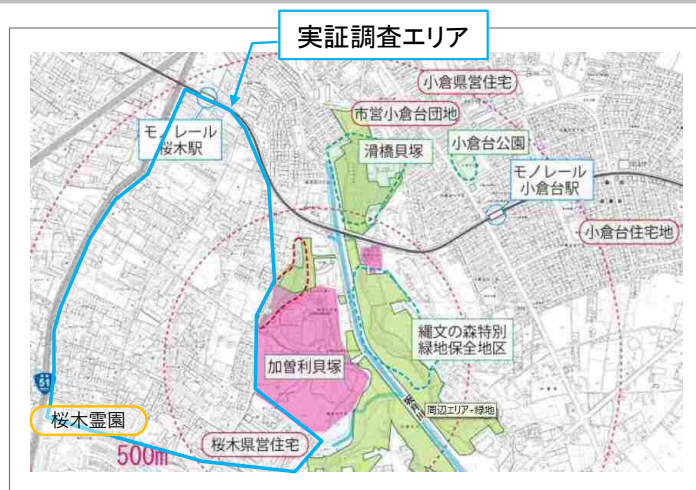 実証調査エリア
小倉県営住宅
市営小倉台団地
モノレール
桜木駅
滑橋貝塚
小倉台公園
モノレール
小倉台駅
小倉台住宅地
縄文の森特別
緑地保全地区
加曽利貝塚
51
桜木霊園
周辺エリア・緑地
桜木県営住宅
500m